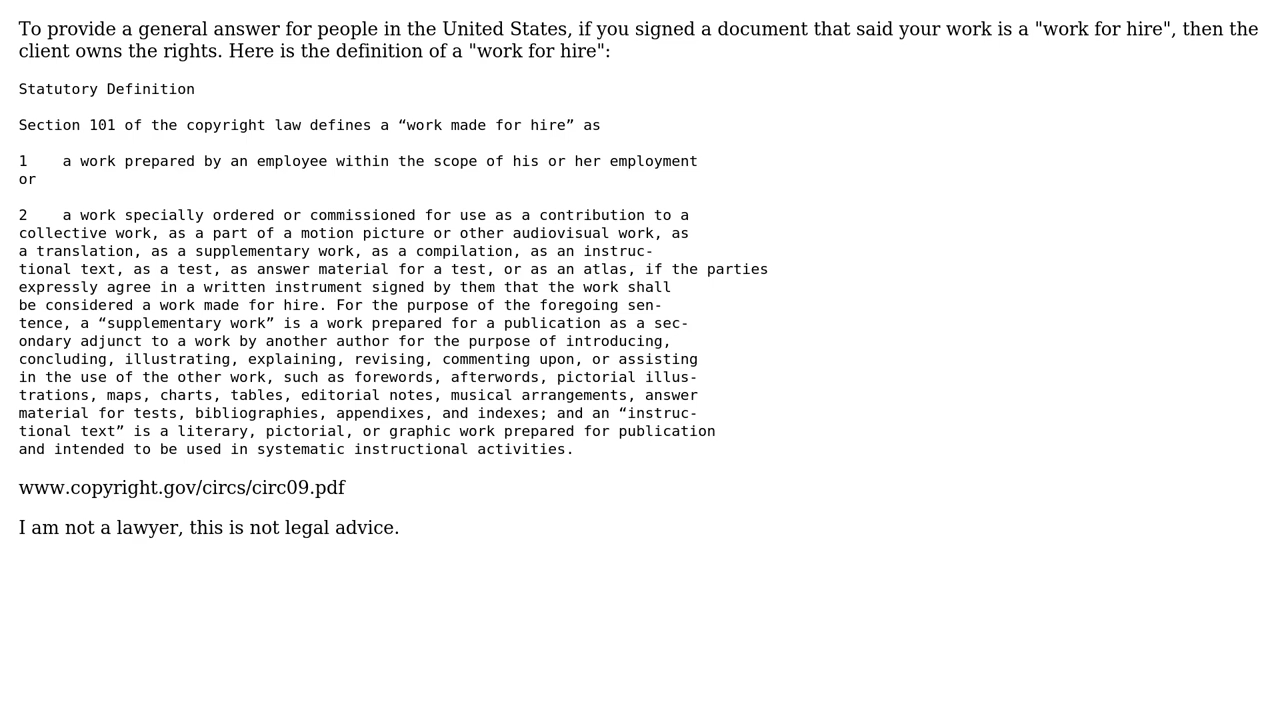 To provide a general answer for people in the United States, if you signed a document that said your work is a "work for hire", then the
client owns the rights. Here is the definition of a "work for hire":
Statutory Definition
Section 101 of the copyright law defines a “work made for hire” as
1    a work prepared by an employee within the scope of his or her employment
or
2    a work specially ordered or commissioned for use as a contribution to a
collective work, as a part of a motion picture or other audiovisual work, as
a translation, as a supplementary work, as a compilation, as an instruc-
tional text, as a test, as answer material for a test, or as an atlas, if the parties
expressly agree in a written instrument signed by them that the work shall
be considered a work made for hire. For the purpose of the foregoing sen-
tence, a “supplementary work” is a work prepared for a publication as a sec-
ondary adjunct to a work by another author for the purpose of introducing,
concluding, illustrating, explaining, revising, commenting upon, or assisting
in the use of the other work, such as forewords, afterwords, pictorial illus-
trations, maps, charts, tables, editorial notes, musical arrangements, answer
material for tests, bibliographies, appendixes, and indexes; and an “instruc-
tional text” is a literary, pictorial, or graphic work prepared for publication
and intended to be used in systematic instructional activities.
www.copyright.gov/circs/circ09.pdf
I am not a lawyer, this is not legal advice.